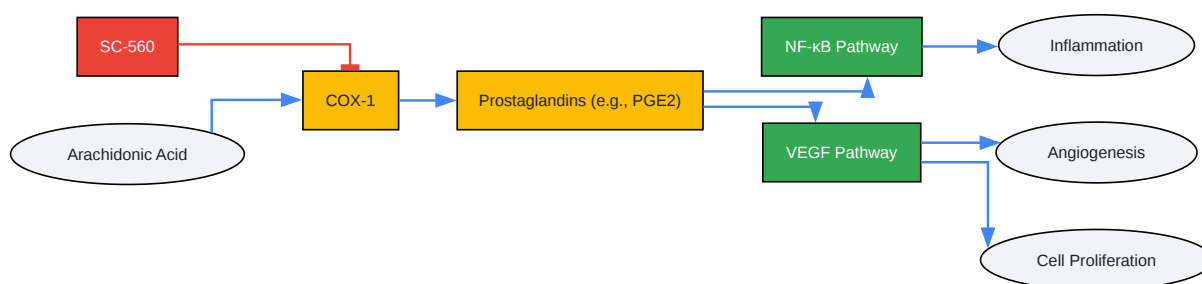 SC-560
COX-1
Arachidonic Acid
Prostaglandins (e.g., PGE2)
NF-κB Pathway
VEGF Pathway
Inflammation
Angiogenesis
Cell Proliferation